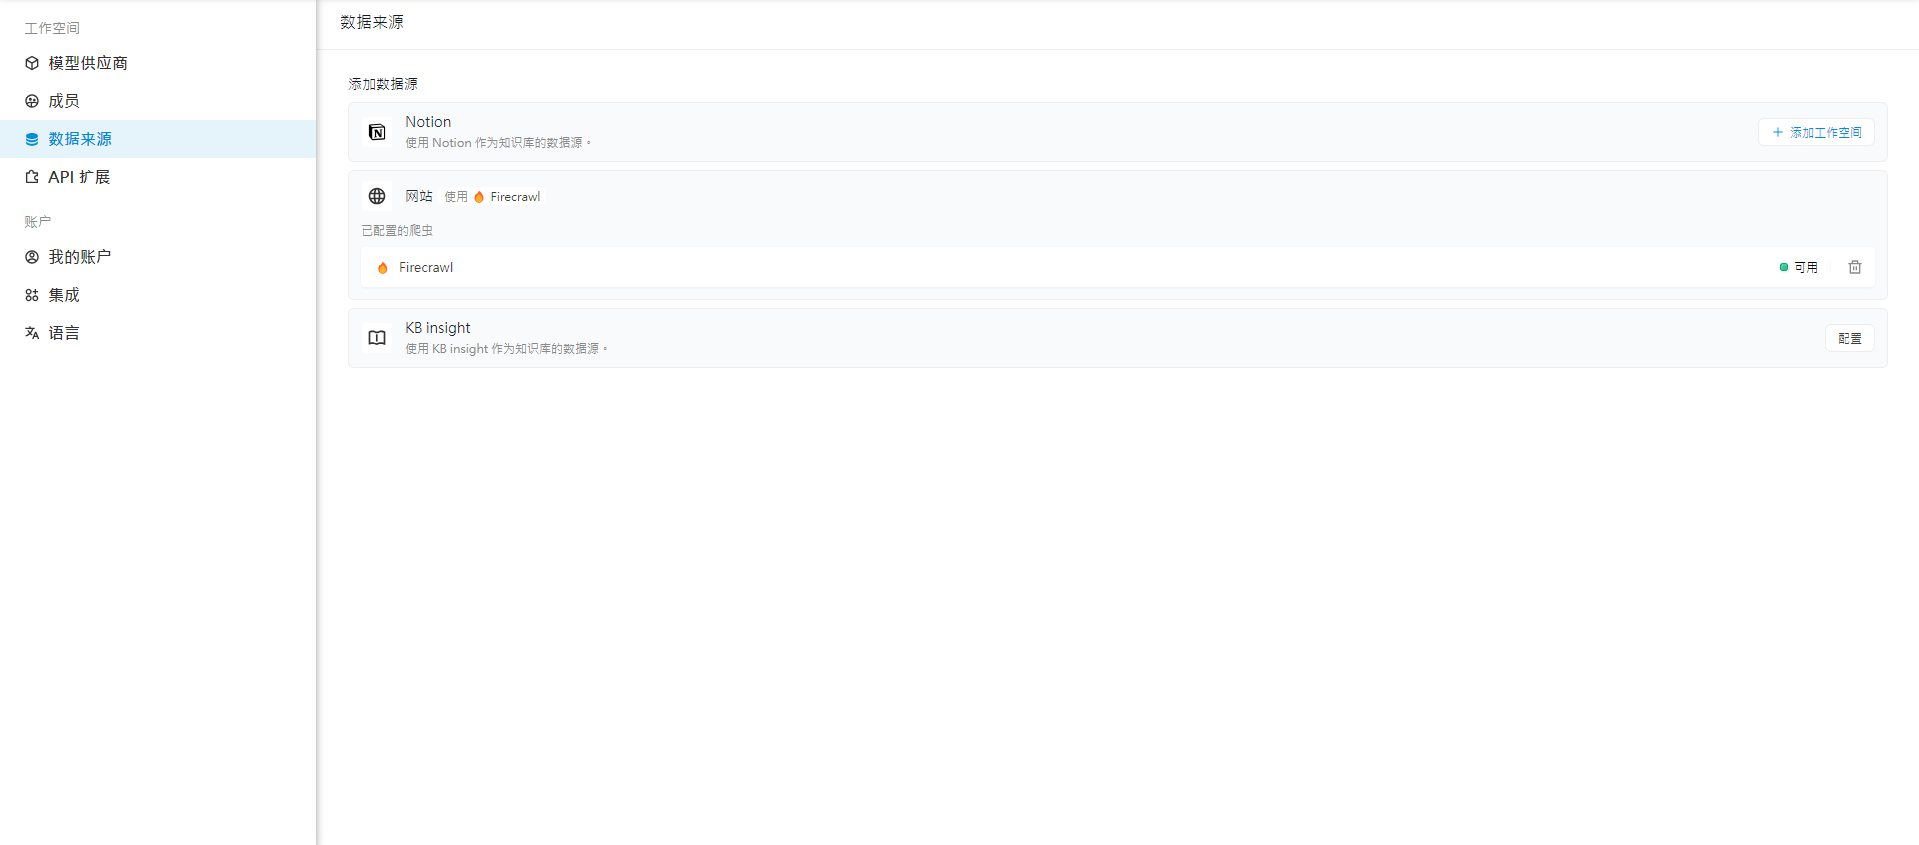 工作空间
模型供应商
成员
数据来源
API 扩展
账户
我的账户
集成
语言
数据来源
添加数据源
Notion
使用 Notion 作为知识库的数据源。
添加工作空间
网站 使用 Firecrawl
已配置的爬虫
Firecrawl
可用
KB insight
使用 KB insight 作为知识库的数据源。
配置